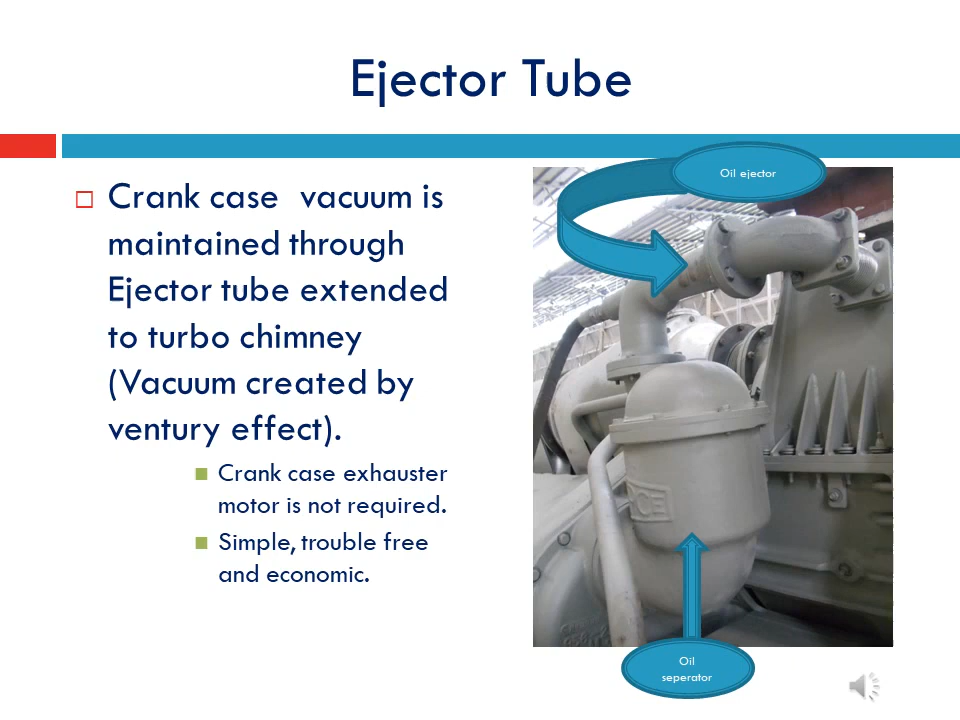 Ejector Tube
Oil ejector
Crank case  vacuum is
maintained through
Ejector tube extended
to turbo chimney
(Vacuum created by
ventury effect).
Crank case exhauster
motor is not required.
Simple, trouble free
and economic.
Oil
seperator